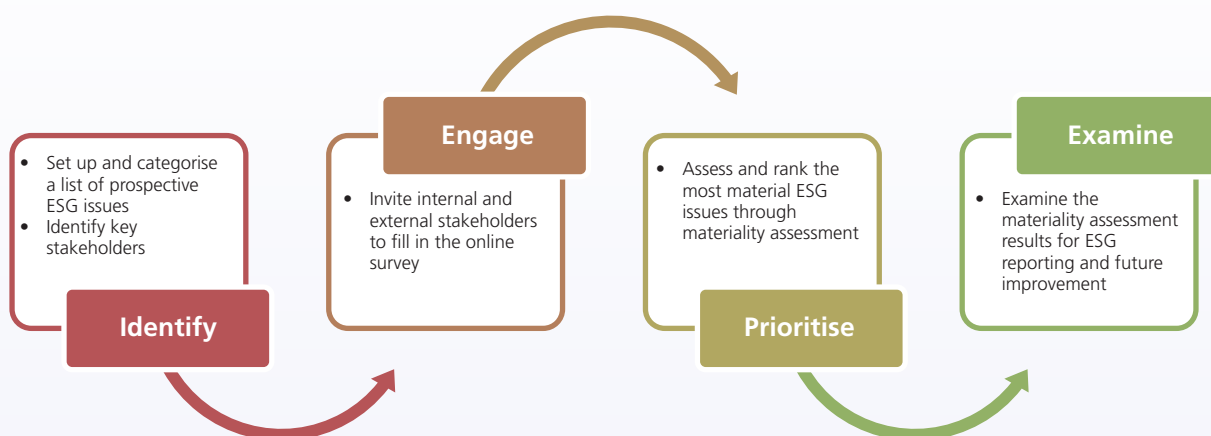 • Set up and categorise
a list of prospective
ESG issues
• Identify key
stakeholders
Identify
Engage
• Invite internal and
external stakeholders
to fill in the online
survey
• Assess and rank the
most material ESG
issues through
materiality assessment
Prioritise
Examine
• Examine the
materiality assessment
results for ESG
reporting and future
improvement